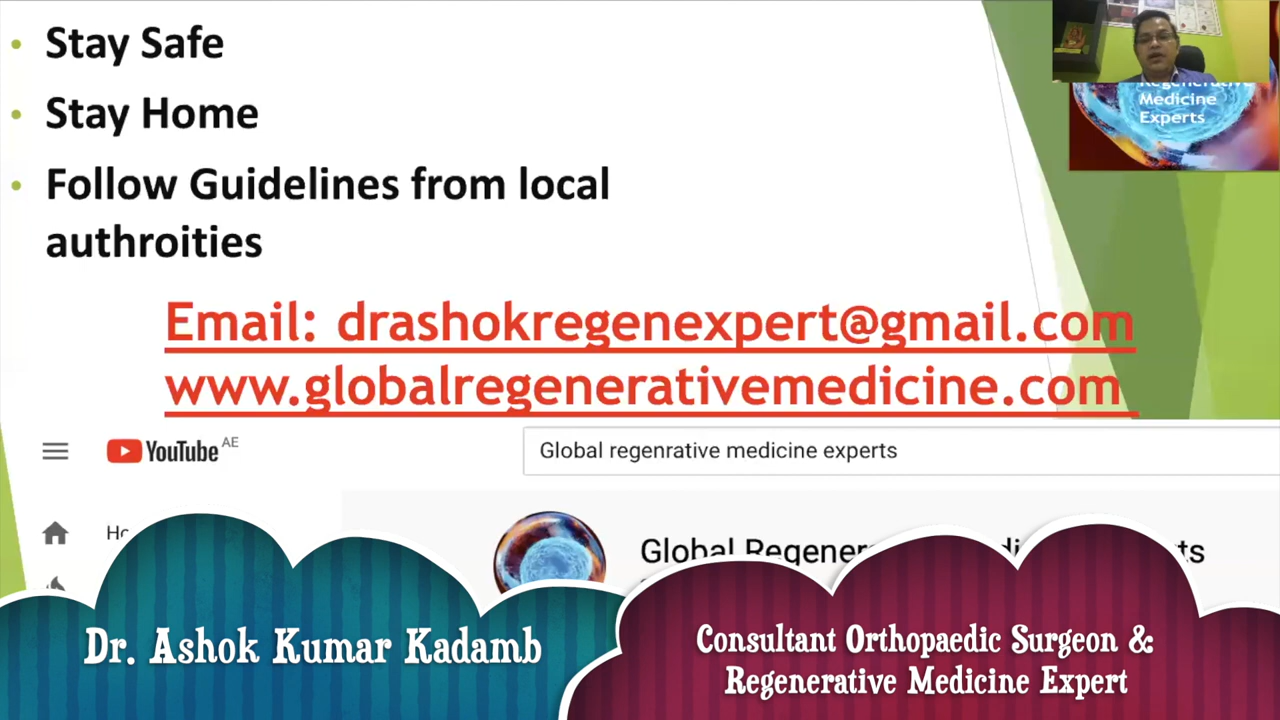 Stay Safe
Stay Home
Follow Guidelines from local
authroities
Regenerative
Medicine
Experts
Email: drashokregenexpert@gmail.com
www.globalregenerativemedicine.com
YouTube AE
Global regenrative medicine experts
Dr. Ashok Kumar Kadamb
Consultant Orthopaedic Surgeon &
Regenerative Medicine Expert